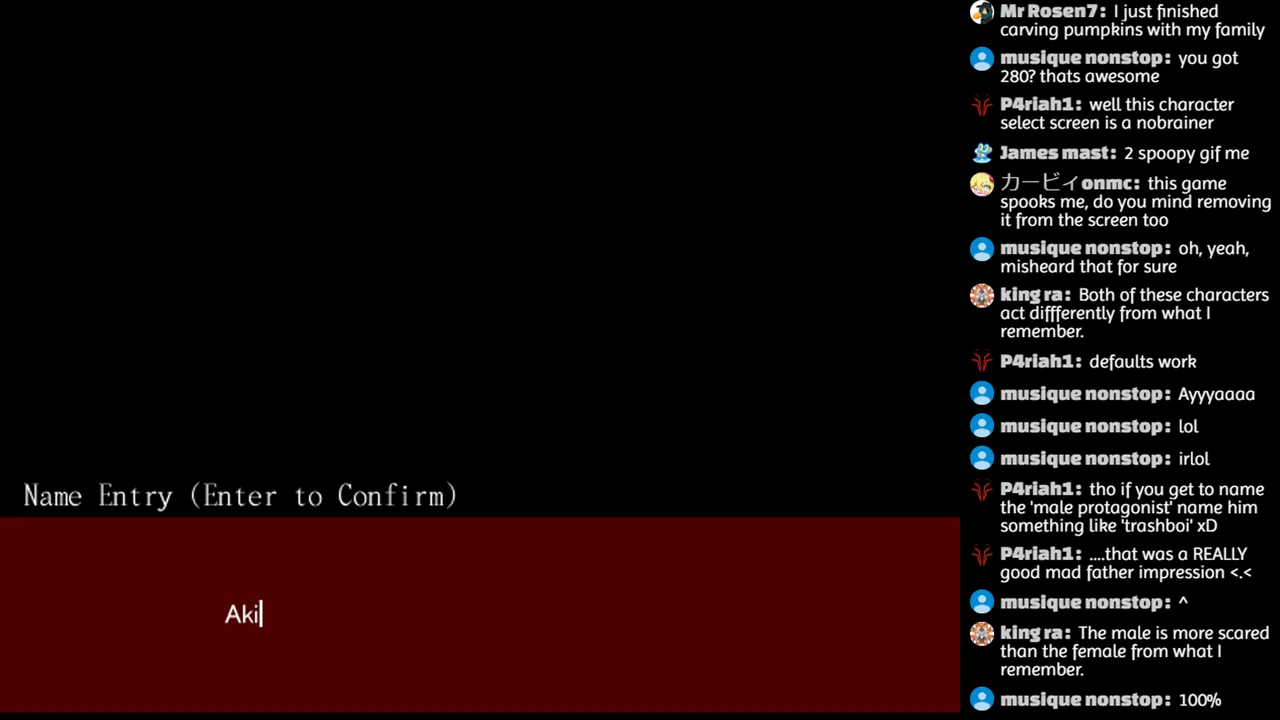 Name Entry (Enter to Confirm)
Aki
Mr Rosen7: I just finished
carving pumpkins with my family
musique nonstop: you got
280? thats awesome
P4riah1: well this character
select screen is a nobrainer
James mast: 2 spoopy gif me
カービィonmc: this game
spooks me, do you mind removing
it from the screen too
musique nonstop: oh, yeah,
misheard that for sure
king ra: Both of these characters
act diffferently from what I
remember.
P4riah1: defaults work
musique nonstop: Ayyyaaaa
musique nonstop: lol
musique nonstop: irlol
P4riah1: tho if you get to name
the 'male protagonist' name him
something like 'trashboi' xD
P4riah1: ....that was a REALLY
good mad father impression <.<
musique nonstop: ^
king ra: The male is more scared
than the female from what I
remember.
musique nonstop: 100%